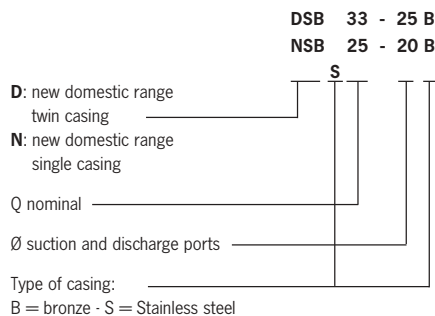 DSB 33 - 25 B
NSB 25 - 20 B
S
D: new domestic range
twin casing
N: new domestic range
single casing
Q nominal
Ø suction and discharge ports
Type of casing:
B = bronze - S = Stainless steel